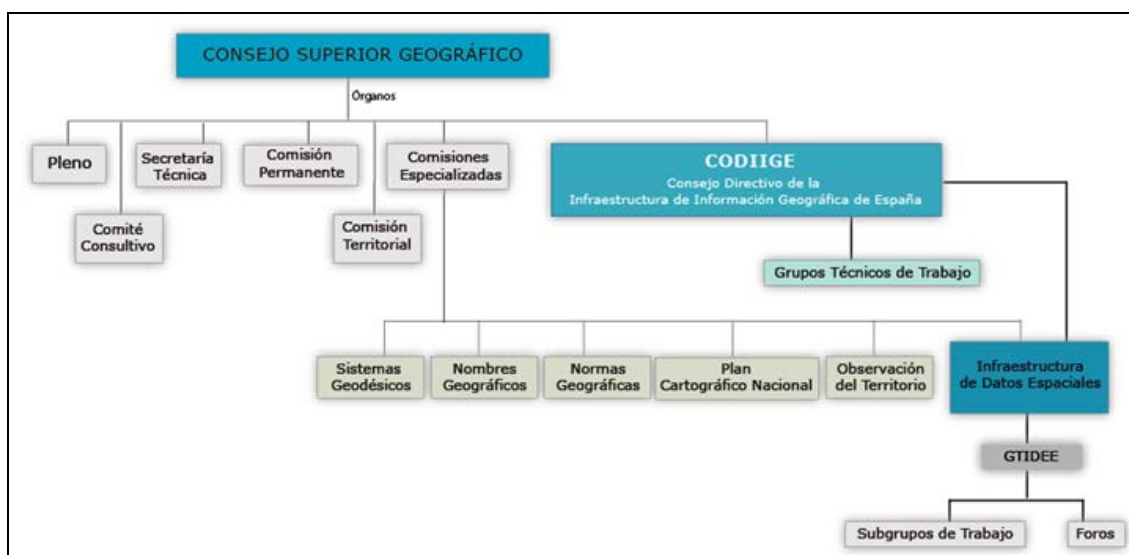 CONSEJO SUPERIOR GEOGRÁFICO
Órganos
Pleno
Comité
Consultivo
Secretaría
Técnica
Comisión
Permanente
Comisión
Territorial
Comisiones
Especializadas
CODIIGE
Consejo Directivo de la
Infraestructura de Información Geográfica de España
Grupos Técnicos de Trabajo
Sistemas
Geodésicos
Nombres
Geográficos
Normas
Geográficas
Plan
Cartográfico Nacional
Observación
del Territorio
Infraestructura
de Datos Espaciales
GTIDEE
Subgrupos de Trabajo
Foros